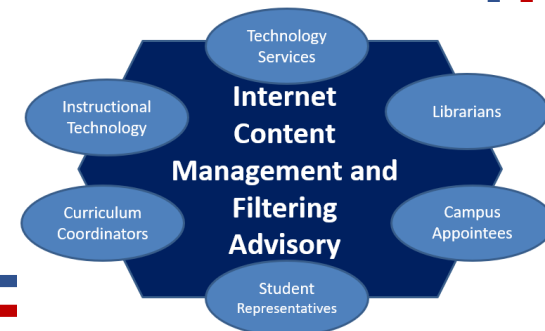 Technology
Services
Instructional
Technology
Librarians
Internet
Content
Management and
Filtering
Advisory
Curriculum
Coordinators
Campus
Appointees
Student
Representatives